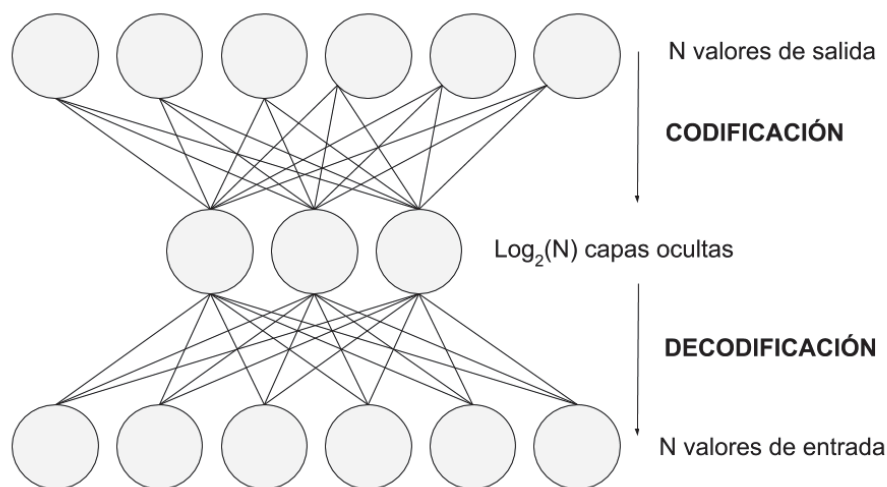 N valores de salida
CODIFICACIÓN
Log₂(N) capas ocultas
DECODIFICACIÓN
N valores de entrada